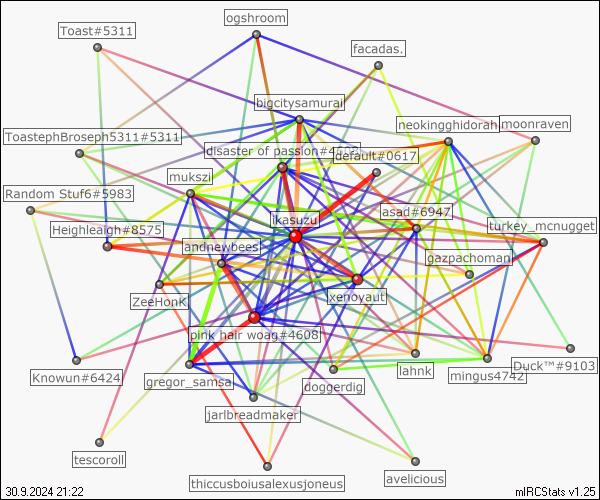 ogshroom
Toast#5311
facadas.
bigcitysamurai
neokingghidorah
moonraven
ToastephBroseph5311#5311
disaster of passion#4
default#0617
mukszi
Random Stuf6#5983
ikasuzu
asad#6947
turkey_mcnugget
Heighleaigh#8575
andnewbees
gazpachoman
ZeeHonK
xenoyaut
pink hair woag#4608
Duck™#9103
Knowun#6424
gregor_samsa
doggerdig
lahnk
mingus4742
jarlbreadmaker
tescoroll
thiccusboiusalexusjoneus
avelicious
30.9.2024 21:22
mIRCStats v1.25